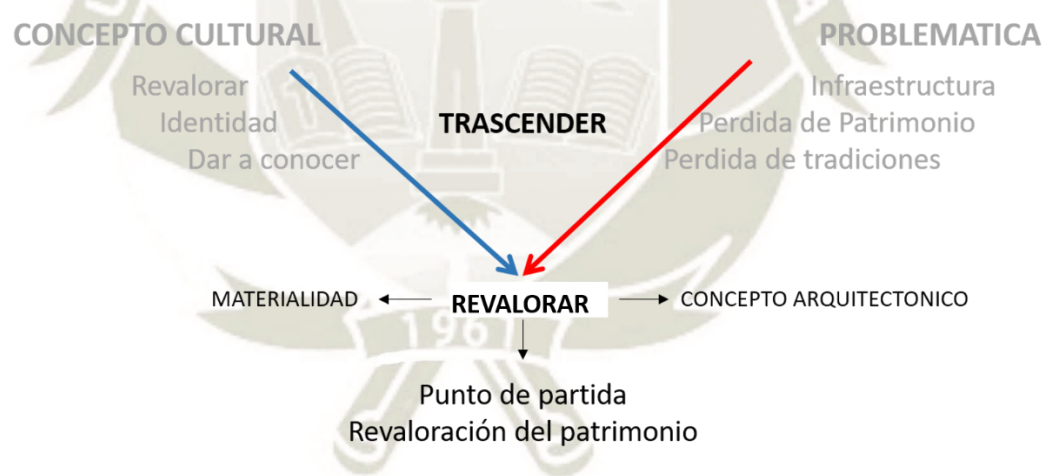 CONCEPTO CULTURAL
Revalorar
Identidad
Dar a conocer
TRASCENDER
PROBLEMATICA
Infraestructura
Perdida de Patrimonio
Perdida de tradiciones
MATERIALIDAD
REVALORAR
CONCEPTO ARQUITECTONICO
196
Punto de partida
Revaloración del patrimonio